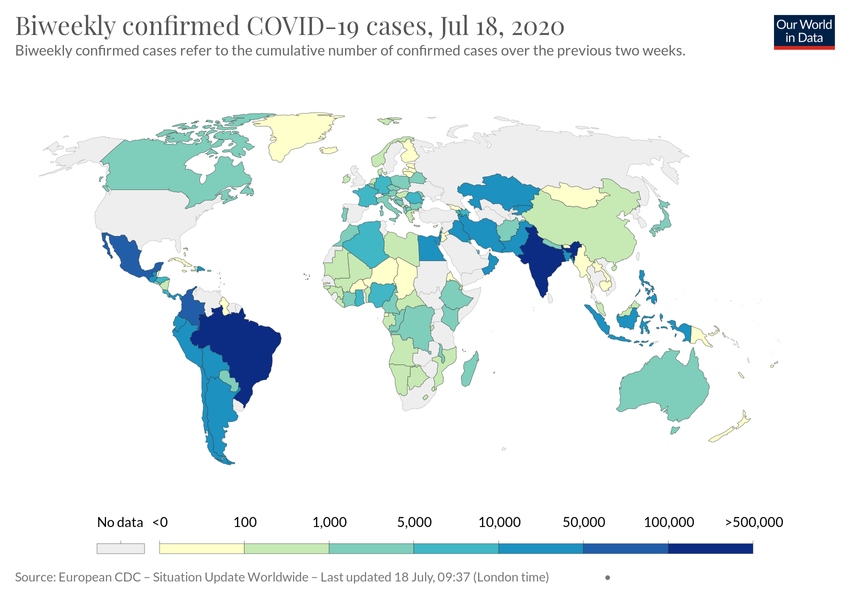 Biweekly confirmed COVID-19 cases, Jul 18, 2020
Biweekly confirmed cases refer to the cumulative number of confirmed cases over the previous two weeks.
Our World
in Data
No data <0 100 1,000 5,000 10,000 50,000 100,000 >500,000
Source: European CDC – Situation Update Worldwide – Last updated 18 July, 09:37 (London time) •